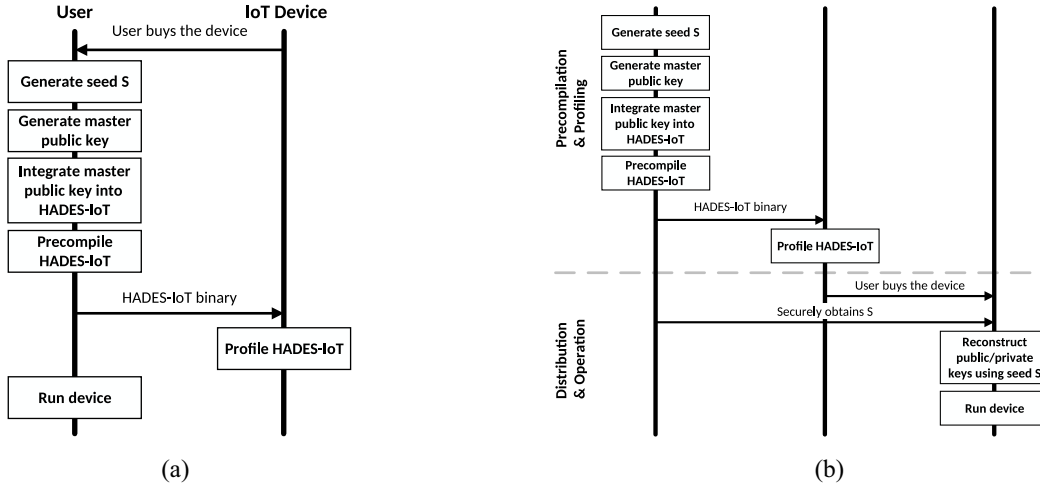 User
IoT Device
User buys the device
Generate seed S
Generate master
public key
Integrate master
public key into
HADES-IoT
Precompile
HADES-IoT
HADES-IoT binary
Profile HADES-IoT
Run device
(a)
Precompilation
& Profiling
Generate seed S
Generate master
public key
Integrate master
public key into
HADES-IoT
Precompile
HADES-IoT
HADES-IoT binary
Profile HADES-IoT
Distribution
& Operation
User buys the device
Securely obtains S
Reconstruct
public/private
keys using seed S
Run device
(b)